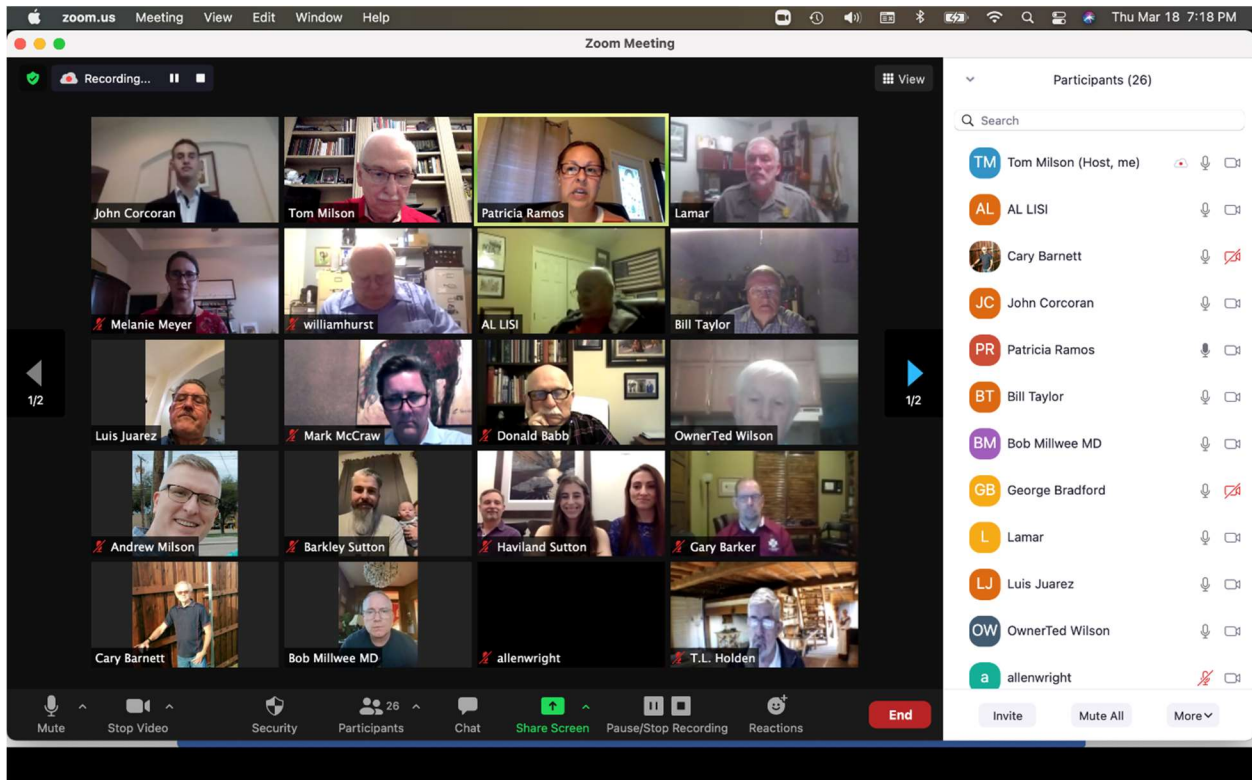 zoom.us Meeting View Edit Window Help Thu Mar 18 7:18 PM
Zoom Meeting
Recording... View
John Corcoran Tom Milson Patricia Ramos Lamar
Melanie Meyer williamhurst AL LISI Bill Taylor
1/2 1/2
Luis Juarez Mark McCraw Donald Babb OwnerTed Wilson
Andrew Milson Barkley Sutton Haviland Sutton Gary Barker
Cary Barnett Bob Millwee MD allenwright T.L. Holden
26
Mute Stop Video Security Participants Chat Share Screen Pause/Stop Recording Reactions End
Participants (26)
Search
TM Tom Milson (Host, me)
AL AL LISI
Cary Barnett
JC John Corcoran
PR Patricia Ramos
BT Bill Taylor
BM Bob Millwee MD
GB George Bradford
L Lamar
LJ Luis Juarez
OW OwnerTed Wilson
a allenwright
Invite Mute All More